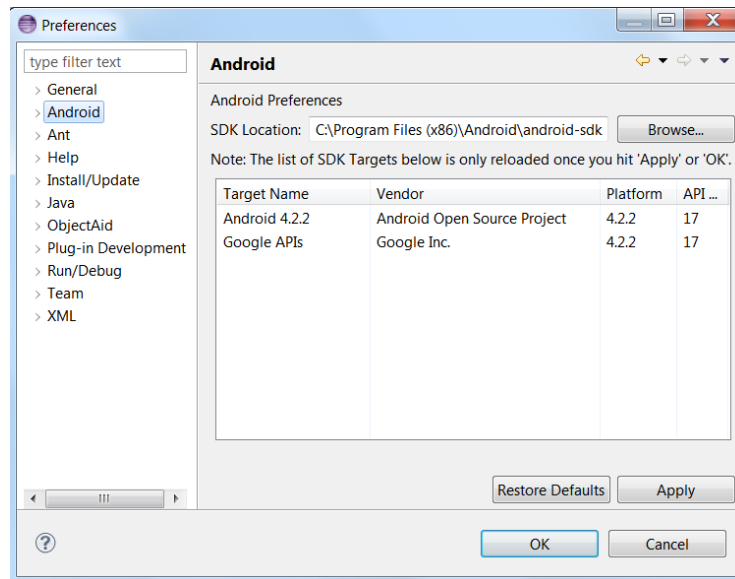 Preferences
type filter text
General
Android
Ant
Help
Install/Update
Java
ObjectAid
Plug-in Development
Run/Debug
Team
XML
Android
Android Preferences
SDK Location: C:\Program Files (x86)\Android\android-sdk Browse...
Note: The list of SDK Targets below is only reloaded once you hit 'Apply' or 'OK'.
Target Name Vendor Platform API ...
Android 4.2.2 Android Open Source Project 4.2.2 17
Google APIs Google Inc. 4.2.2 17
Restore Defaults Apply
OK Cancel